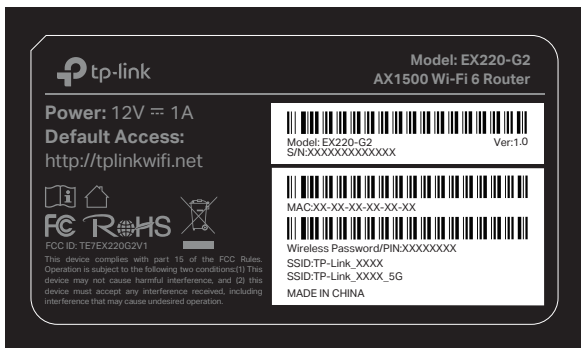 tp-link
Model: EX220-G2
AX1500 Wi-Fi 6 Router
Power: 12V ⎓ 1A
Default Access:
http://tplinkwifi.net
Model: EX220-G2 Ver:1.0
S/N:XXXXXXXXXXXXX
MAC:XX-XX-XX-XX-XX-XX
Wireless Password/PIN:XXXXXXXX
SSID:TP-Link_XXXX
SSID:TP-Link_XXXX_5G
MADE IN CHINA
FC RoHS
FCC ID: TE7EX220G2V1
This device complies with part 15 of the FCC Rules.
Operation is subject to the following two conditions:(1) This
device may not cause harmful interference, and (2) this
device must accept any interference received, including
interference that may cause undesired operation.